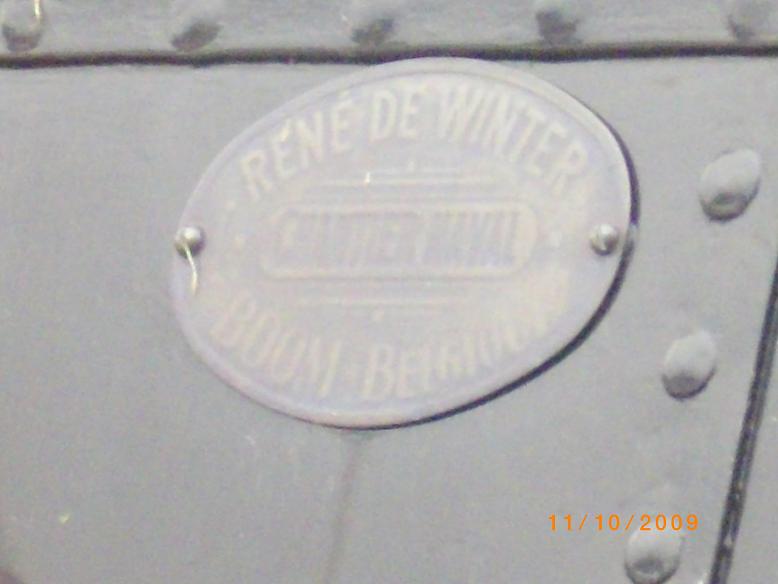 RENÉ DE WINTER
CHANTIER NAVAL
BOOM - BELGIQUE
11/10/2009